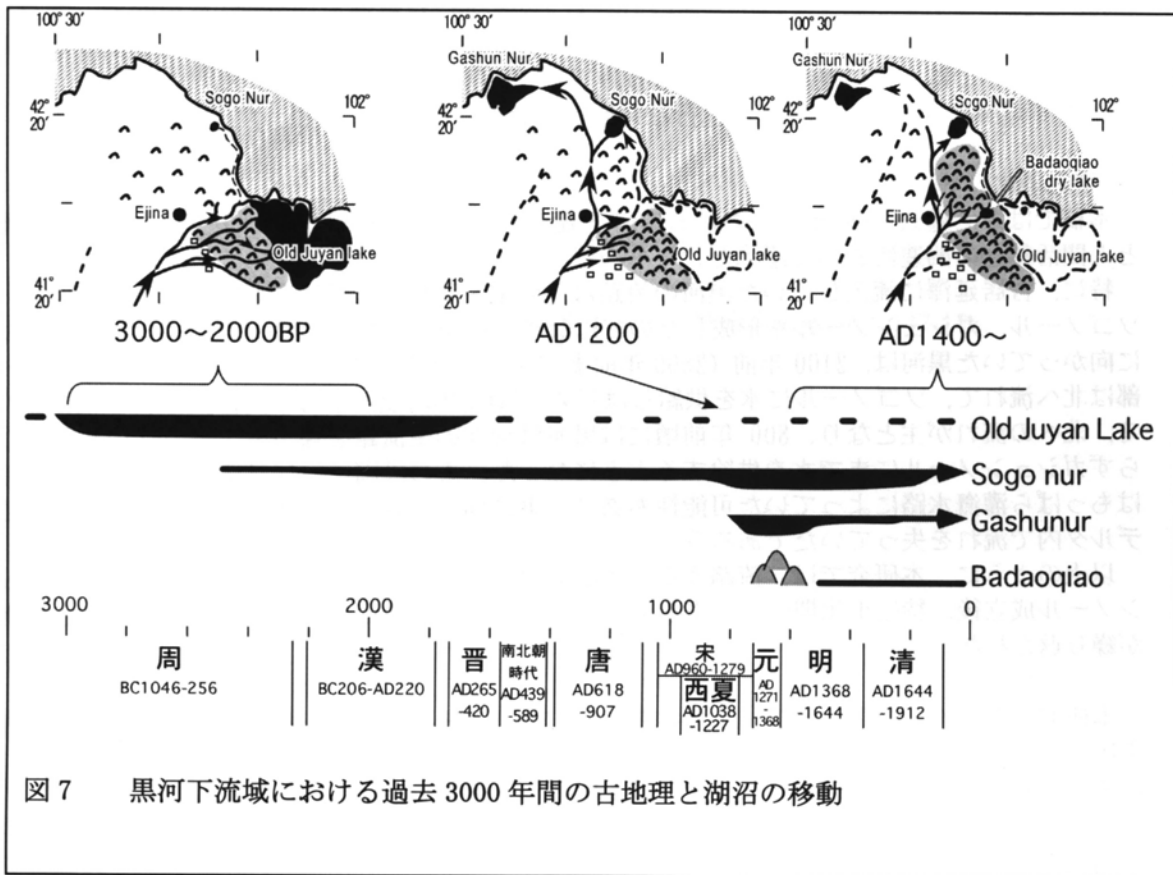 100° 30'
Sogo Nur
42°
20'
102°
Ejina
Old Juyan lake
41°
20'
3000～2000BP
100° 30'
Gashun Nur
Sogo Nur
42°
20'
102°
Ejina
Old Juyan lake
41°
20'
AD1200
100° 30'
Gashun Nur
Scgo Nur
42°
20'
102°
Badaoqiao
dry lake
Ejina
Old Juyan lake
41°
20'
AD1400～
Old Juyan Lake
Sogo nur
Gashunur
Badaoqiao
3000
2000
1000
0
周
BC1046-256
漢
BC206-AD220
晋
AD265
-420
南北朝
時代
AD439
-589
唐
AD618
-907
宋
AD960-1279
西夏
AD1038
-1227
元
AD
1271
-
1368
明
AD1368
-1644
清
AD1644
-1912
図７　黒河下流域における過去 3000 年間の古地理と湖沼の移動